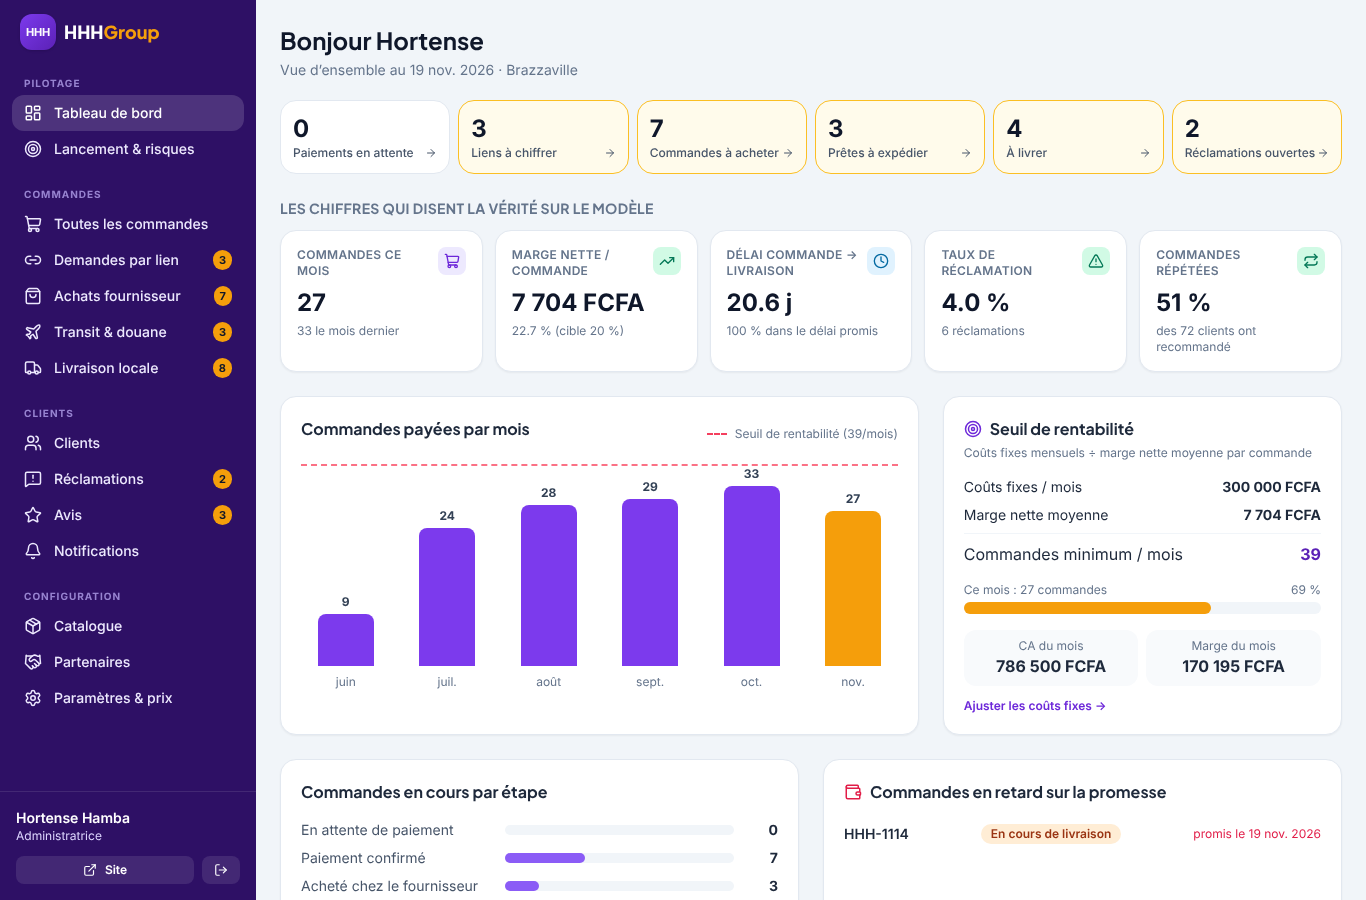 HHH
HHHGroup
PILOTAGE
Tableau de bord
Lancement & risques
COMMANDES
Toutes les commandes
Demandes par lien 3
Achats fournisseur 7
Transit & douane 3
Livraison locale 8
CLIENTS
Clients
Réclamations 2
Avis 3
Notifications
CONFIGURATION
Catalogue
Partenaires
Paramètres & prix
Hortense Hamba
Administratrice
Site
Bonjour Hortense
Vue d’ensemble au 19 nov. 2026 · Brazzaville
0
Paiements en attente →
3
Liens à chiffrer →
7
Commandes à acheter →
3
Prêtes à expédier →
4
À livrer →
2
Réclamations ouvertes →
LES CHIFFRES QUI DISENT LA VÉRITÉ SUR LE MODÈLE
COMMANDES CE
MOIS
27
33 le mois dernier
MARGE NETTE /
COMMANDE
7 704 FCFA
22.7 % (cible 20 %)
DÉLAI COMMANDE →
LIVRAISON
20.6 j
100 % dans le délai promis
TAUX DE
RÉCLAMATION
4.0 %
6 réclamations
COMMANDES
RÉPÉTÉES
51 %
des 72 clients ont
recommandé
Commandes payées par mois
Seuil de rentabilité (39/mois)
9
24
28
29
33
27
juin
juil.
août
sept.
oct.
nov.
Seuil de rentabilité
Coûts fixes mensuels ÷ marge nette moyenne par commande
Coûts fixes / mois 300 000 FCFA
Marge nette moyenne 7 704 FCFA
Commandes minimum / mois 39
Ce mois : 27 commandes 69 %
CA du mois
786 500 FCFA
Marge du mois
170 195 FCFA
Ajuster les coûts fixes →
Commandes en cours par étape
En attente de paiement 0
Paiement confirmé 7
Acheté chez le fournisseur 3
Commandes en retard sur la promesse
HHH-1114 En cours de livraison promis le 19 nov. 2026